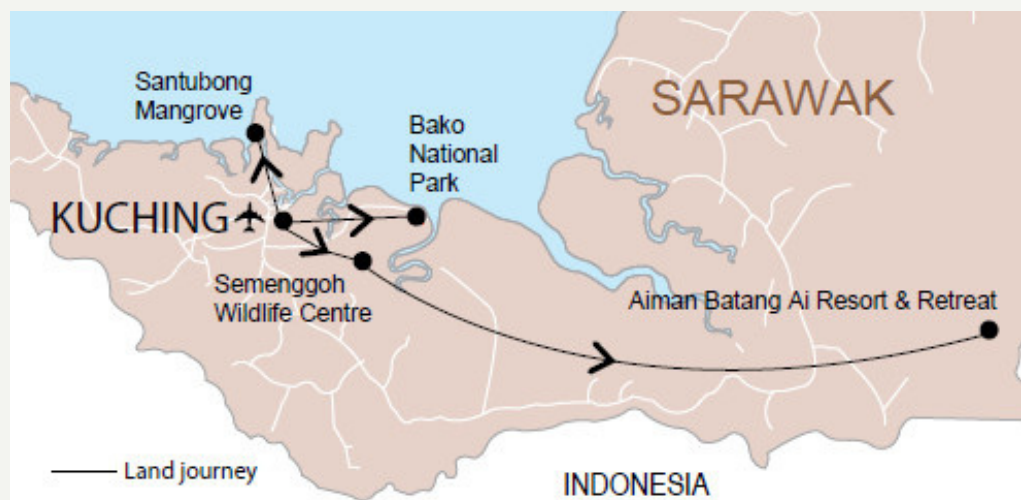 Santubong
Mangrove
SARAWAK
Bako
National
Park
KUCHING
Semenggoh
Wildlife Centre
Aiman Batang Ai Resort & Retreat
Land journey
INDONESIA